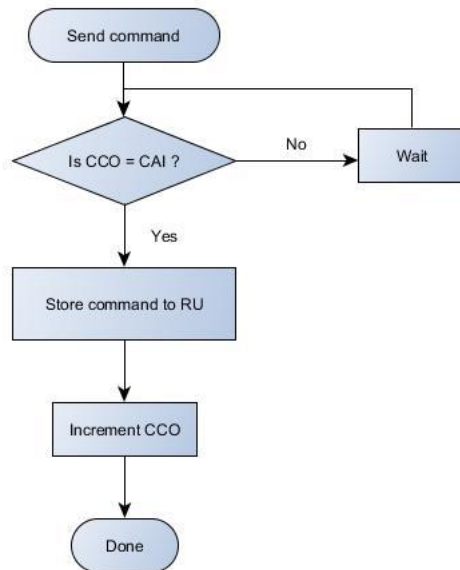 Send command
Is CCO = CAI ?
No
Wait
Yes
Store command to RU
Increment CCO
Done